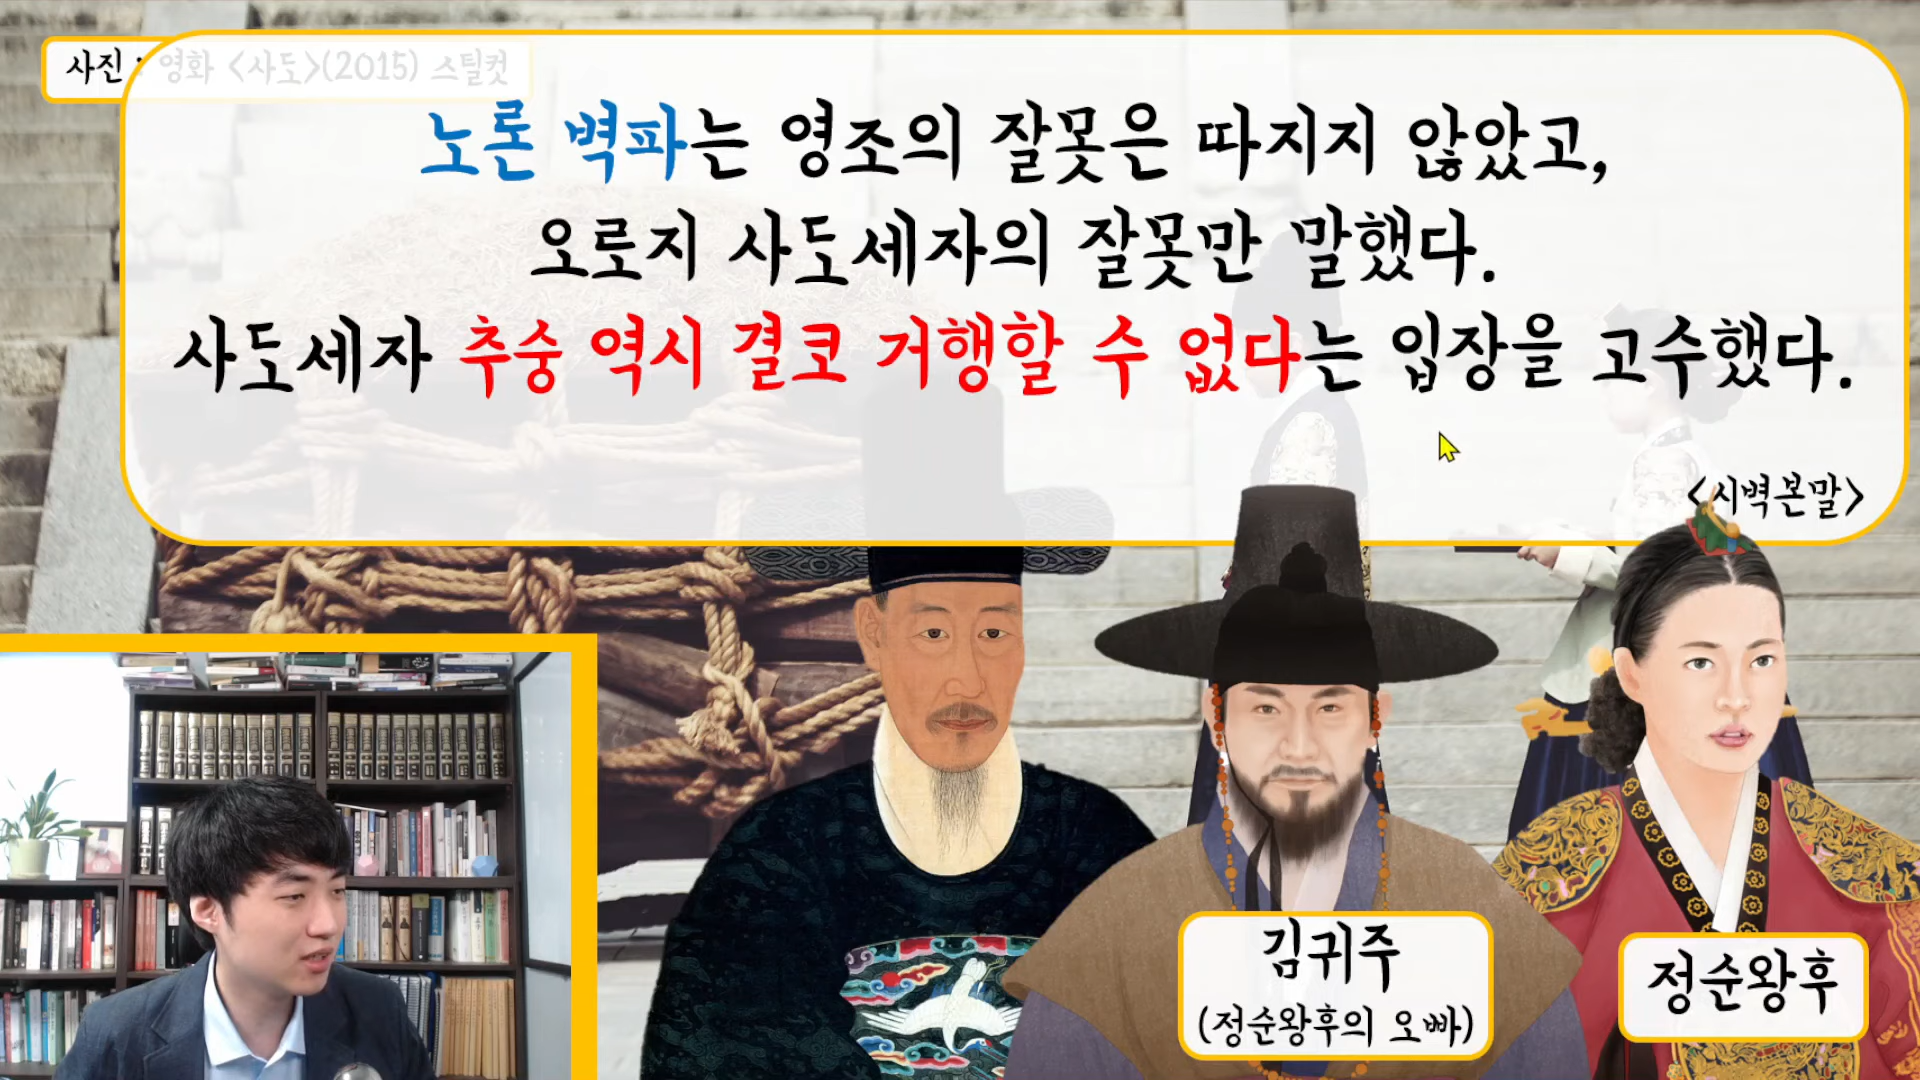 사진 : 영화 <사도>(2015) 스틸컷
노론 벽파는 영조의 잘못은 따지지 않았고,
오로지 사도세자의 잘못만 말했다.
사도세자 추숭 역시 결코 거행할 수 없다는 입장을 고수했다.
<시벽본말>
김귀주
(정순왕후의 오빠)
정순왕후